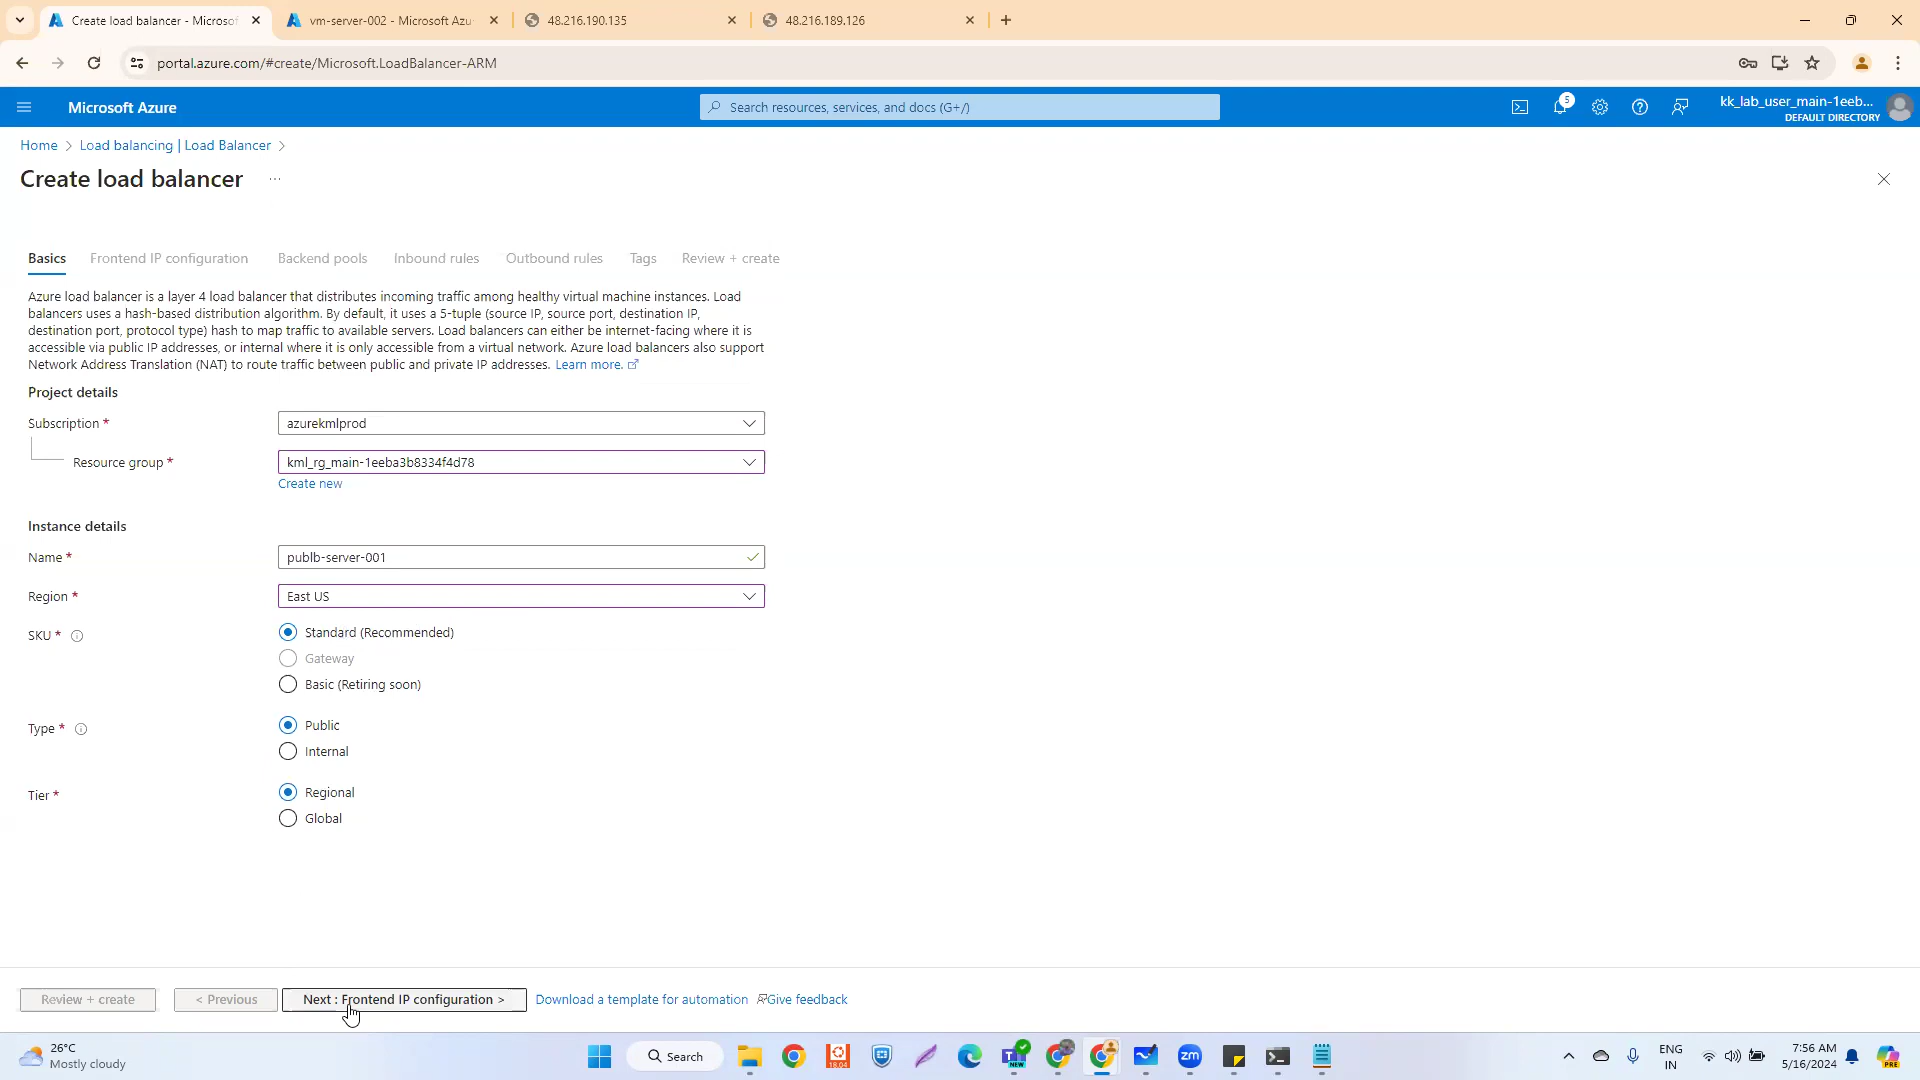 Create load balancer - Microsof
vm-server-002 - Microsoft Azu
48.216.190.135
48.216.189.126
portal.azure.com/#create/Microsoft.LoadBalancer-ARM
Microsoft Azure
Search resources, services, and docs (G+/)
5
kk_lab_user_main-1eeb...
DEFAULT DIRECTORY
Home > Load balancing | Load Balancer >
Create load balancer ...
Basics
Frontend IP configuration
Backend pools
Inbound rules
Outbound rules
Tags
Review + create
Azure load balancer is a layer 4 load balancer that distributes incoming traffic among healthy virtual machine instances. Load
balancers uses a hash-based distribution algorithm. By default, it uses a 5-tuple (source IP, source port, destination IP,
destination port, protocol type) hash to map traffic to available servers. Load balancers can either be internet-facing where it is
accessible via public IP addresses, or internal where it is only accessible from a virtual network. Azure load balancers also support
Network Address Translation (NAT) to route traffic between public and private IP addresses. Learn more.
Project details
Subscription *
azurekmlprod
Resource group *
kml_rg_main-1eeba3b8334f4d78
Create new
Instance details
Name *
publb-server-001
Region *
East US
SKU *
Standard (Recommended)
Gateway
Basic (Retiring soon)
Type *
Public
Internal
Tier *
Regional
Global
Review + create
< Previous
Next : Frontend IP configuration >
Download a template for automation
Give feedback
26°C
Mostly cloudy
Search
18.04
NEW
zm
ENG
IN
7:56 AM
5/16/2024
PRE